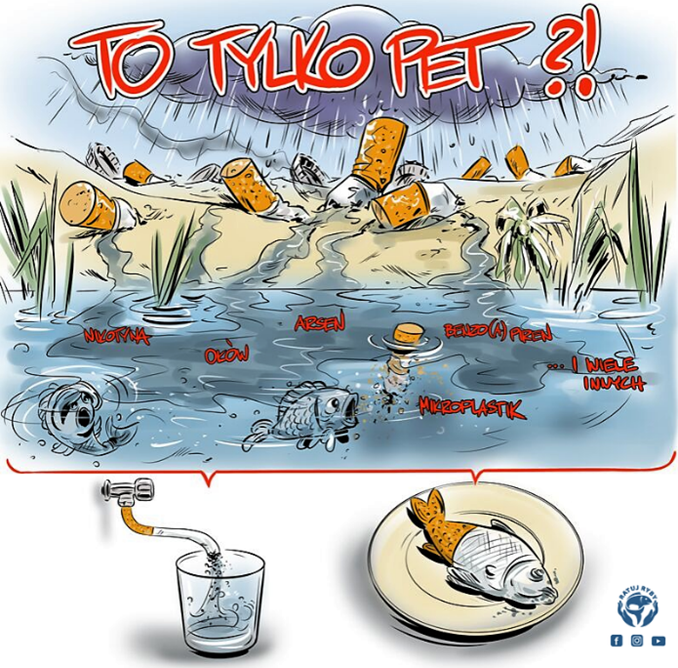 TO TYLKO PET ?!
NIKOTYNA
OŁÓW
ARSEN
BENZO(A)PIREN
... I WIELE
INNYCH
MIKROPLASTIK
RATUJ RYBY